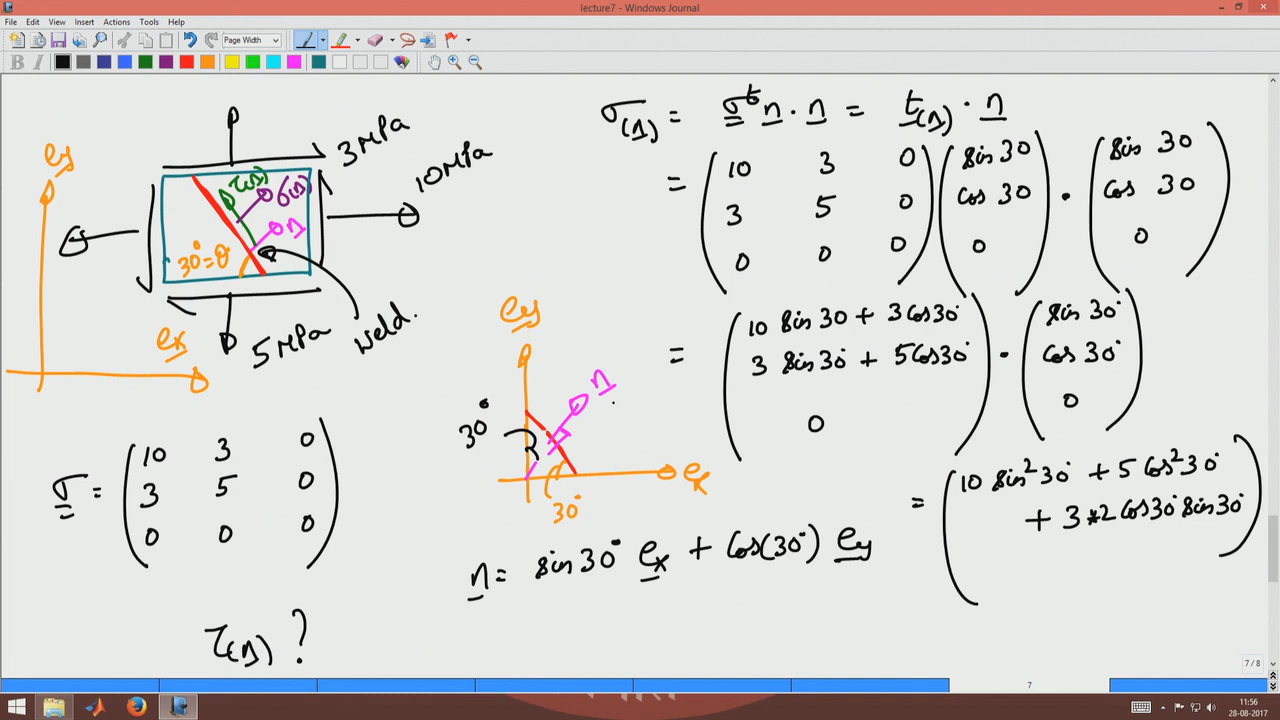 lecture7 - Windows Journal
File Edit View Insert Actions Tools Help
Page Width
B I
ey
3 MPa
10 MPa
τ(n) σ(n)
n
30° = θ
ex
5 MPa
weld.
σ = ( 10 3 0
3 5 0
0 0 0 )
τ(n) ?
ey
n
30°
30°
ex
n = sin 30° ex + cos(30°) ey
σ(n) = σᵗ n · n = t(n) · n
= ( 10 3 0 ) ( sin 30 ) · ( sin 30 )
3 5 0 cos 30 cos 30
0 0 0 0 0
= ( 10 sin 30 + 3 cos 30° ) · ( sin 30° )
3 sin 30° + 5 cos 30° cos 30°
0 0
= ( 10 sin² 30° + 5 cos² 30°
+ 3 * 2 cos 30° sin 30° )
7 / 8
7
11:56
28-08-2017